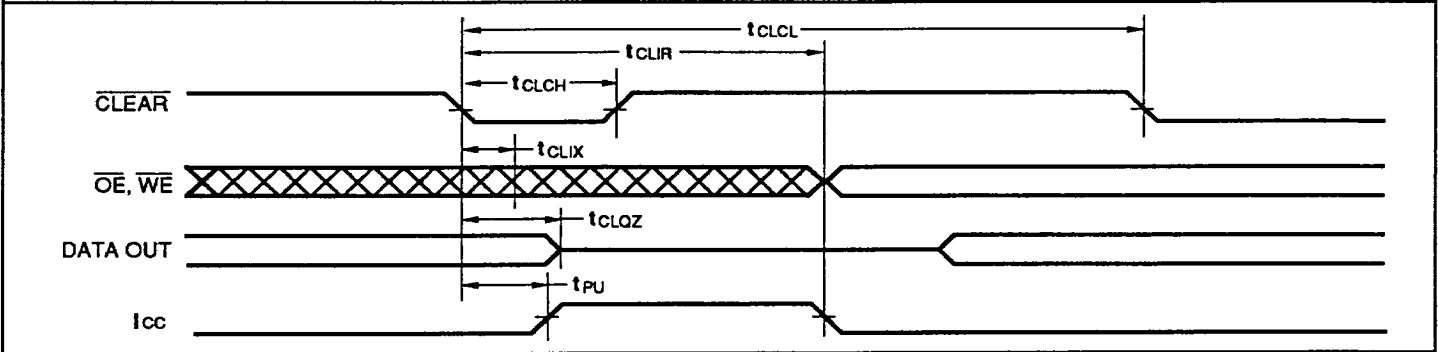 tCLCL
tCLIR
tCLCH
CLEAR
tCLIX
OE, WE
tCLQZ
DATA OUT
tPU
Icc